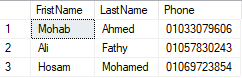 FristName LastName Phone
1 Mohab Ahmed 01033079606
2 Ali Fathy 01057830243
3 Hosam Mohamed 01069723854